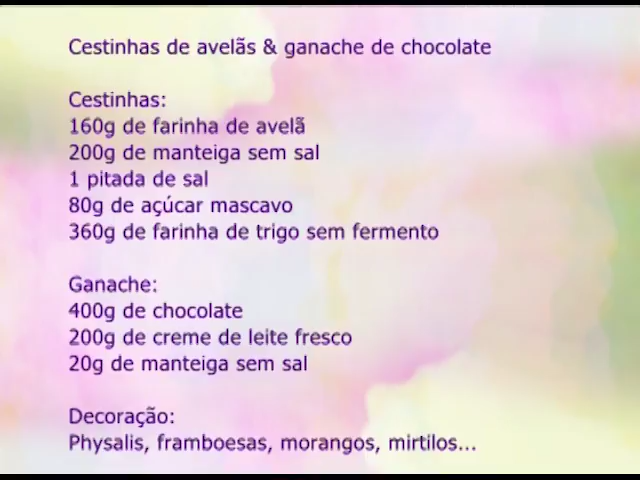 Cestinhas de avelãs & ganache de chocolate
Cestinhas:
160g de farinha de avelã
200g de manteiga sem sal
1 pitada de sal
80g de açúcar mascavo
360g de farinha de trigo sem fermento
Ganache:
400g de chocolate
200g de creme de leite fresco
20g de manteiga sem sal
Decoração:
Physalis, framboesas, morangos, mirtilos...